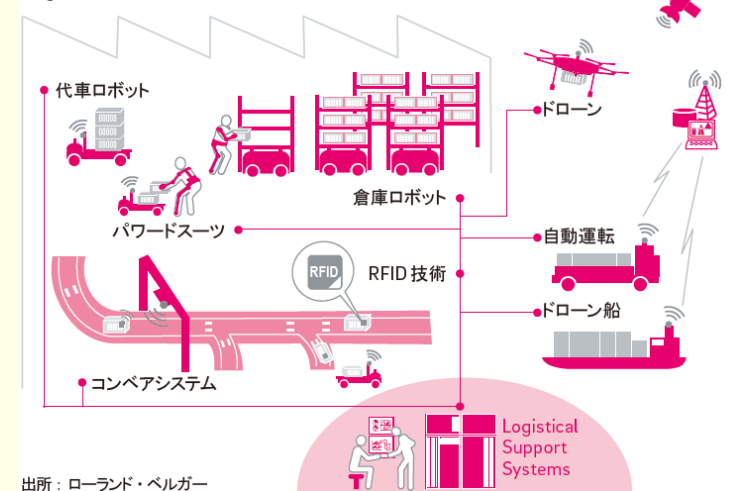 代車ロボット
ドローン
倉庫ロボット
パワードスーツ
自動運転
RFID
RFID 技術
ドローン船
コンベアシステム
Logistical
Support
Systems
出所：ローランド・ベルガー